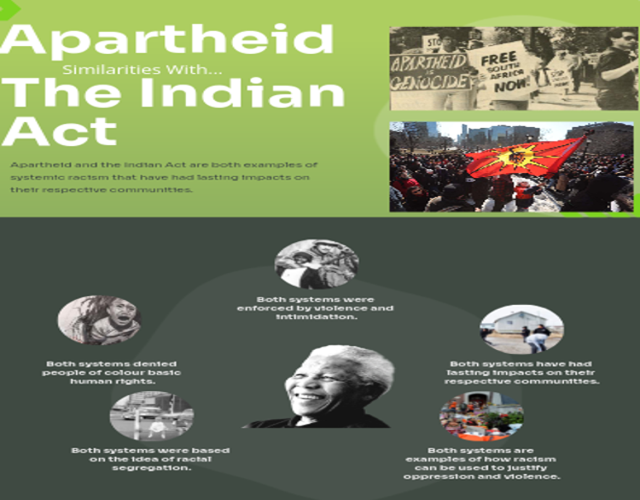 Apartheid
Similarities With...
The Indian
Act
Apartheid and the Indian Act are both examples of
systemic racism that have had lasting impacts on
their respective communities.
APARTHEID
IS
GENOCIDE
FREE
SOUTH
AFRICA
NOW!
Both systems were
enforced by violence and
intimidation.
Both systems denied
people of colour basic
human rights.
Both systems have had
lasting impacts on their
respective communities.
Both systems were based
on the idea of racial
segregation.
Both systems are
examples of how racism
can be used to justify
oppression and violence.